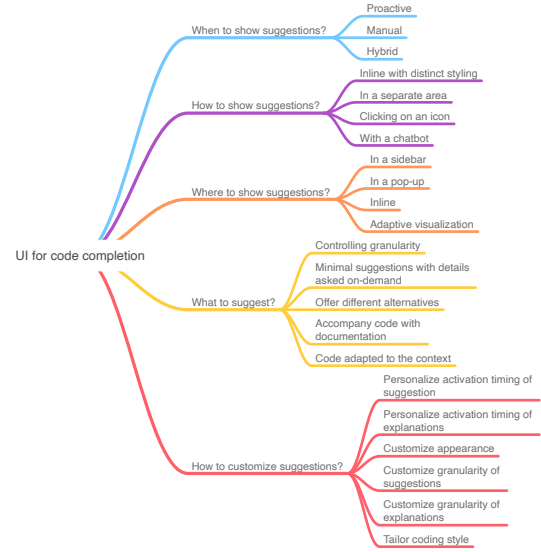 UI for code completion
When to show suggestions?
Proactive
Manual
Hybrid
How to show suggestions?
Inline with distinct styling
In a separate area
Clicking on an icon
With a chatbot
Where to show suggestions?
In a sidebar
In a pop-up
Inline
Adaptive visualization
What to suggest?
Controlling granularity
Minimal suggestions with details
asked on-demand
Offer different alternatives
Accompany code with
documentation
Code adapted to the context
How to customize suggestions?
Personalize activation timing of
suggestion
Personalize activation timing of
explanations
Customize appearance
Customize granularity of
suggestions
Customize granularity of
explanations
Tailor coding style